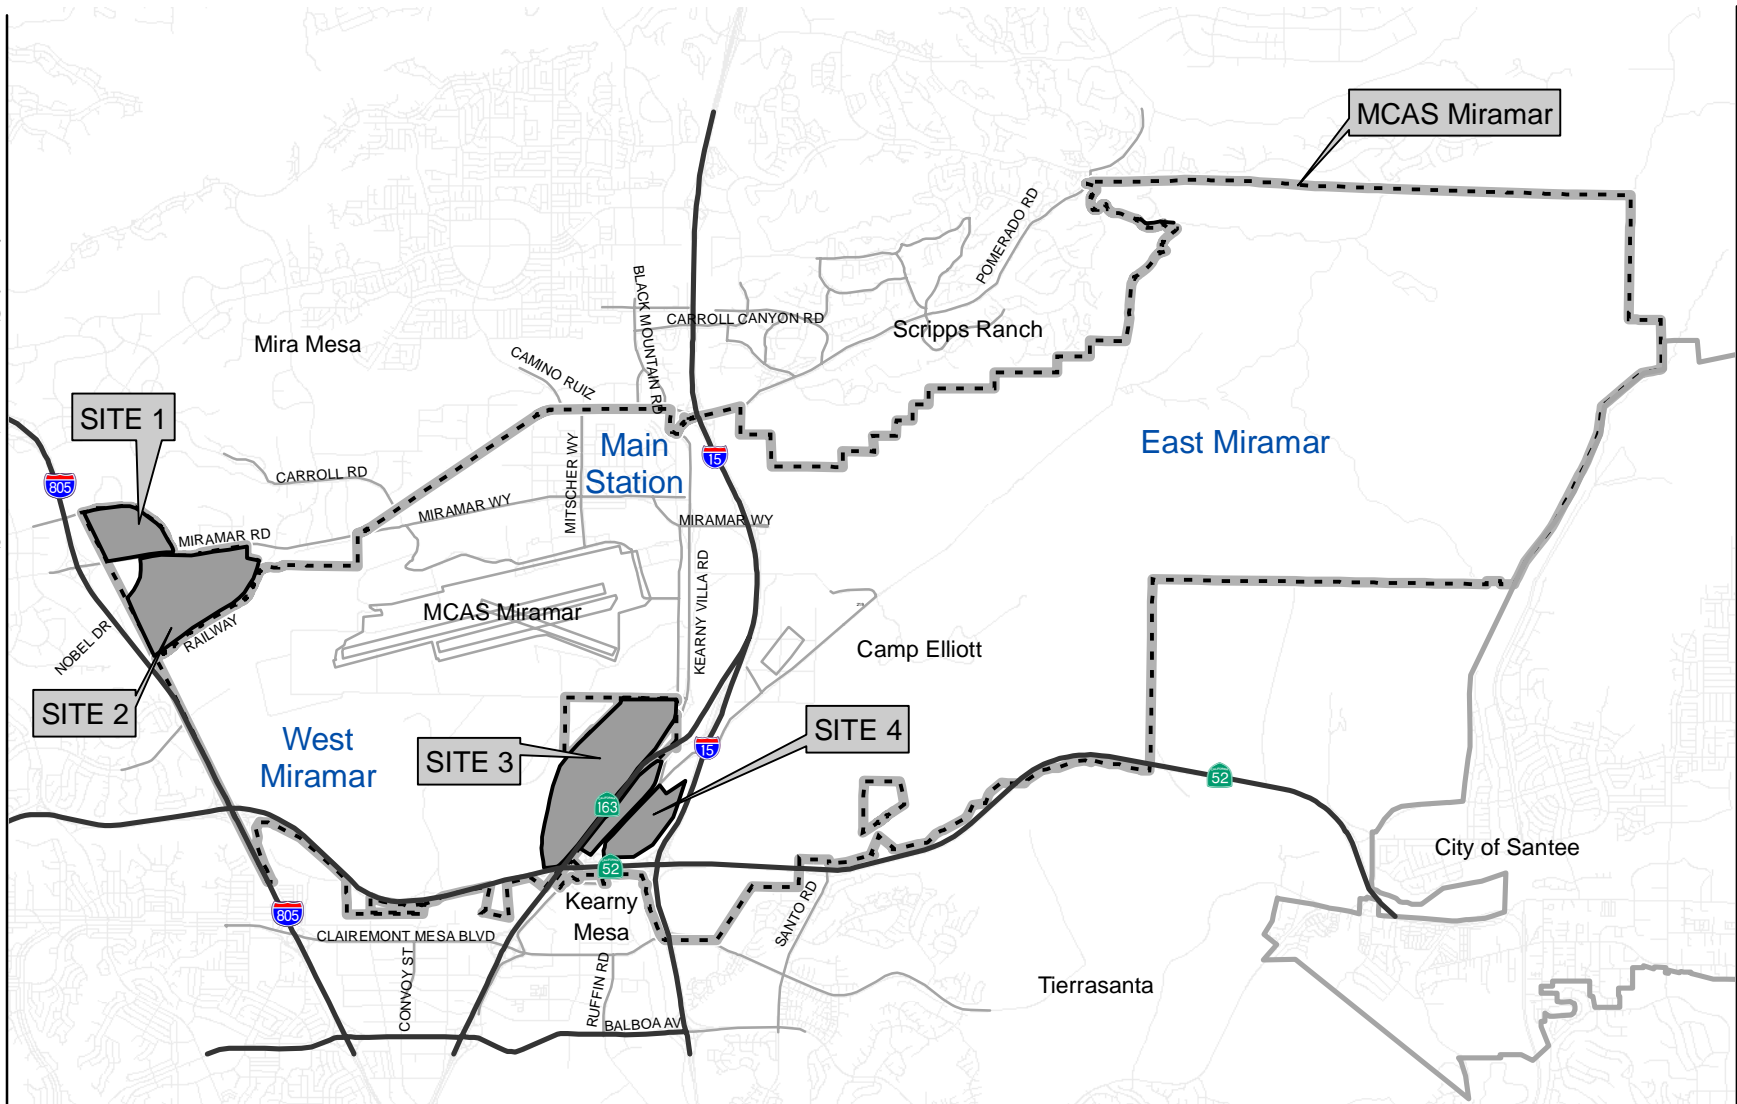 MCAS Miramar
POMERADO RD
BLACK MOUNTAIN RD
CARROLL CANYON RD
Scripps Ranch
Mira Mesa
CAMINO RUIZ
SITE 1
Main
Station
15
East Miramar
MITSCHER WY
CARROLL RD
805
MIRAMAR WY
MIRAMAR WY
MIRAMAR RD
KEARNY VILLA RD
MCAS Miramar
NOBEL DR
RAILWAY
Camp Elliott
SITE 2
West
Miramar
SITE 3
SITE 4
15
163
52
52
City of Santee
805
Kearny
Mesa
SANTO RD
CLAIREMONT MESA BLVD
CONVOY ST
RUFFIN RD
Tierrasanta
BALBOA AV